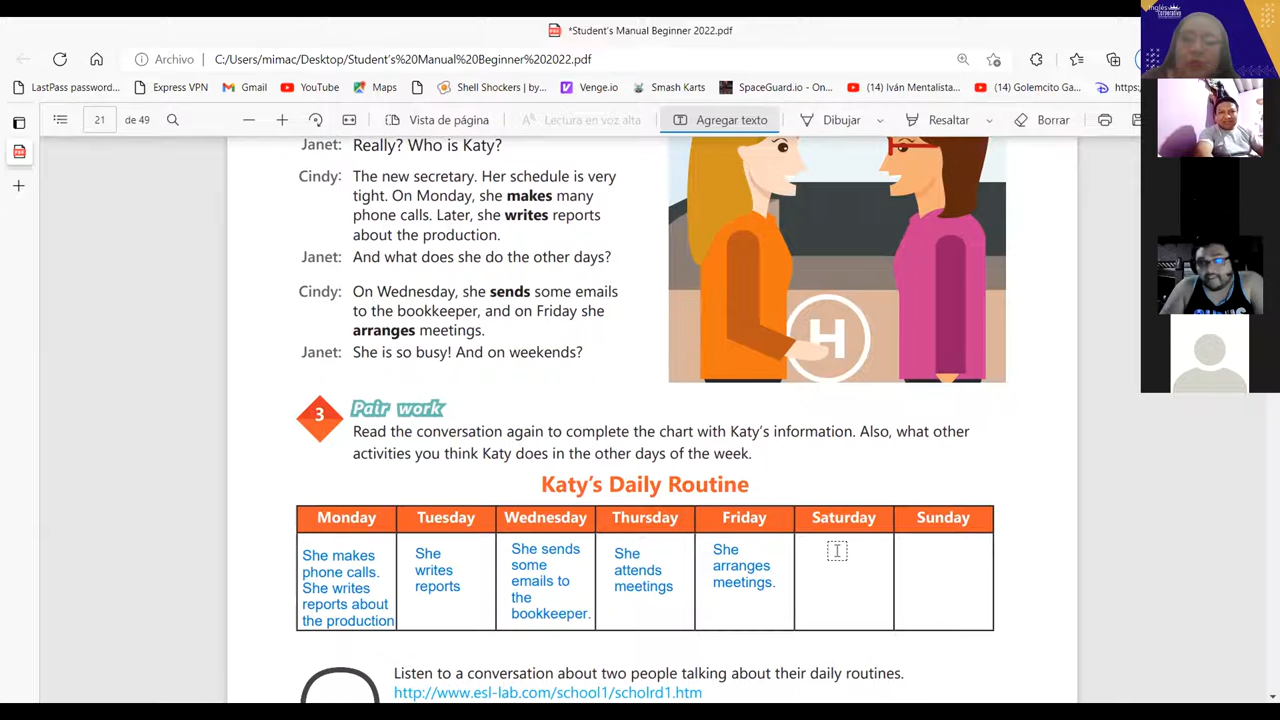 *Student's Manual Beginner 2022.pdf
Archivo C:/Users/mimac/Desktop/Student's%20Manual%20Beginner%202022.pdf
LastPass password... Express VPN Gmail YouTube Maps Shell Shockers | by... Venge.io Smash Karts SpaceGuard.io - On... (14) Iván Mentalista... (14) Golemcito Ga... https:
21 de 49 Vista de página Lectura en voz alta Agregar texto Dibujar Resaltar Borrar
Janet: Really? Who is Katy?
Cindy: The new secretary. Her schedule is very
tight. On Monday, she makes many
phone calls. Later, she writes reports
about the production.
Janet: And what does she do the other days?
Cindy: On Wednesday, she sends some emails
to the bookkeeper, and on Friday she
arranges meetings.
Janet: She is so busy! And on weekends?
H
3 Pair work
Read the conversation again to complete the chart with Katy's information. Also, what other
activities you think Katy does in the other days of the week.
Katy's Daily Routine
Monday Tuesday Wednesday Thursday Friday Saturday Sunday
She makes
phone calls.
She writes
reports about
the production
She
writes
reports
She sends
some
emails to
the
bookkeeper.
She
attends
meetings
She
arranges
meetings.
Listen to a conversation about two people talking about their daily routines.
http://www.esl-lab.com/school1/scholrd1.htm
Inglés
Corporativo